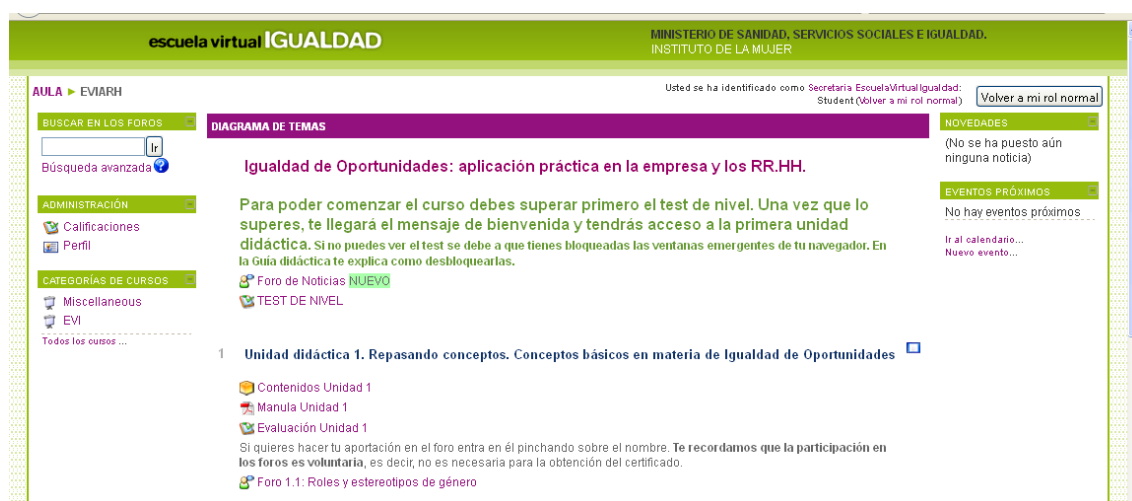 escuela virtual IGUALDAD
MINISTERIO DE SANIDAD, SERVICIOS SOCIALES E IGUALDAD.
INSTITUTO DE LA MUJER
AULA ► EVIARH
Usted se ha identificado como Secretaria EscuelaVirtualIgualdad:
Student (Volver a mi rol normal)
Volver a mi rol normal
BUSCAR EN LOS FOROS
Ir
Búsqueda avanzada ?
ADMINISTRACIÓN
Calificaciones
Perfil
CATEGORÍAS DE CURSOS
Miscellaneous
EVI
Todos los cursos ...
DIAGRAMA DE TEMAS
Igualdad de Oportunidades: aplicación práctica en la empresa y los RR.HH.
Para poder comenzar el curso debes superar primero el test de nivel. Una vez que lo
superes, te llegará el mensaje de bienvenida y tendrás acceso a la primera unidad
didáctica. Si no puedes ver el test se debe a que tienes bloqueadas las ventanas emergentes de tu navegador. En
la Guía didáctica te explica como desbloquearlas.
Foro de Noticias NUEVO
TEST DE NIVEL
1 Unidad didáctica 1. Repasando conceptos. Conceptos básicos en materia de Igualdad de Oportunidades
Contenidos Unidad 1
Manula Unidad 1
Evaluación Unidad 1
Si quieres hacer tu aportación en el foro entra en él pinchando sobre el nombre. Te recordamos que la participación en
los foros es voluntaria, es decir, no es necesaria para la obtención del certificado.
Foro 1.1: Roles y estereotipos de género
NOVEDADES
(No se ha puesto aún
ninguna noticia)
EVENTOS PRÓXIMOS
No hay eventos próximos
Ir al calendario...
Nuevo evento...